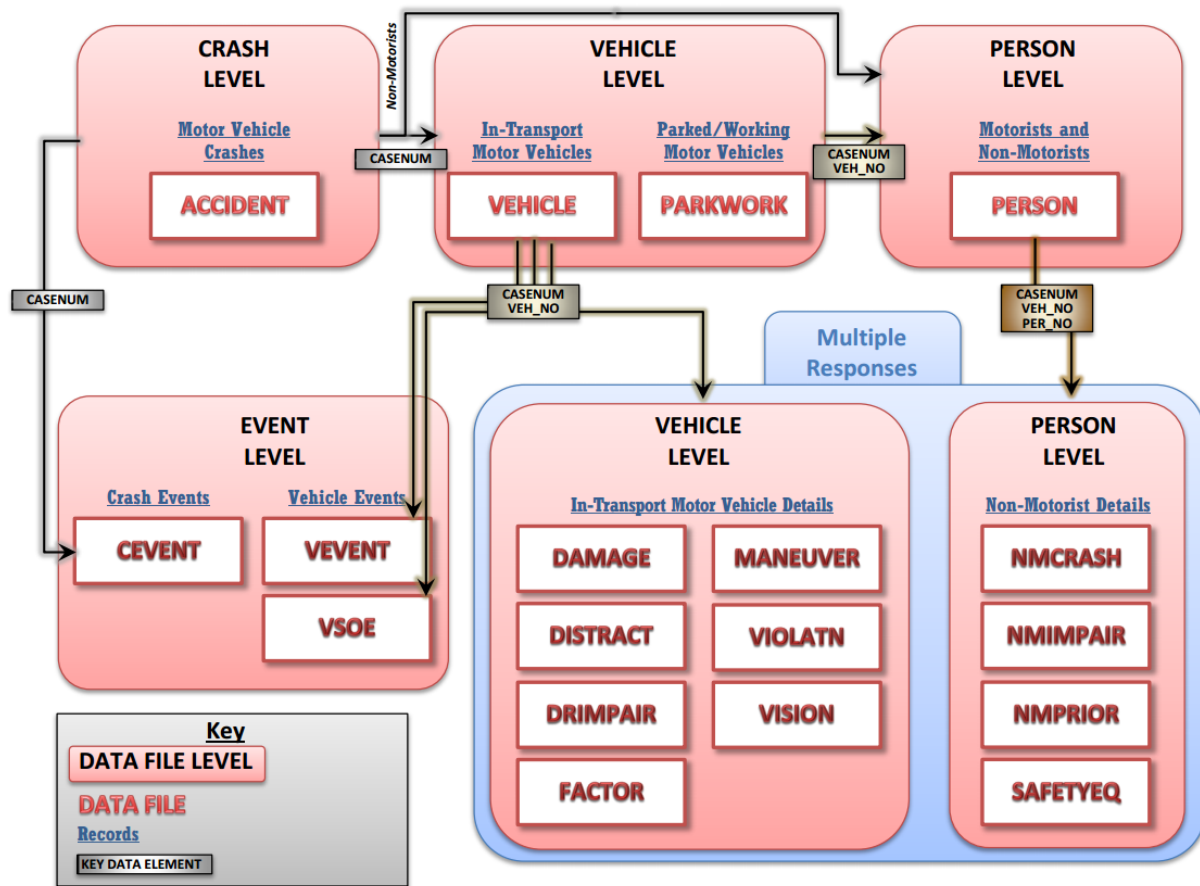 CRASH
LEVEL
Motor Vehicle
Crashes
ACCIDENT
Non-Motorists
CASENUM
VEHICLE
LEVEL
In-Transport
Motor Vehicles
VEHICLE
Parked/Working
Motor Vehicles
PARKWORK
CASENUM
VEH_NO
PERSON
LEVEL
Motorists and
Non-Motorists
PERSON
CASENUM
CASENUM
VEH_NO
CASENUM
VEH_NO
PER_NO
Multiple
Responses
EVENT
LEVEL
Crash Events
CEVENT
Vehicle Events
VEVENT
VSOE
VEHICLE
LEVEL
In-Transport Motor Vehicle Details
DAMAGE
MANEUVER
DISTRACT
VIOLATN
DRIMPAIR
VISION
FACTOR
PERSON
LEVEL
Non-Motorist Details
NMCRASH
NMIMPAIR
NMPRIOR
SAFETYEQ
Key
DATA FILE LEVEL
DATA FILE
Records
KEY DATA ELEMENT